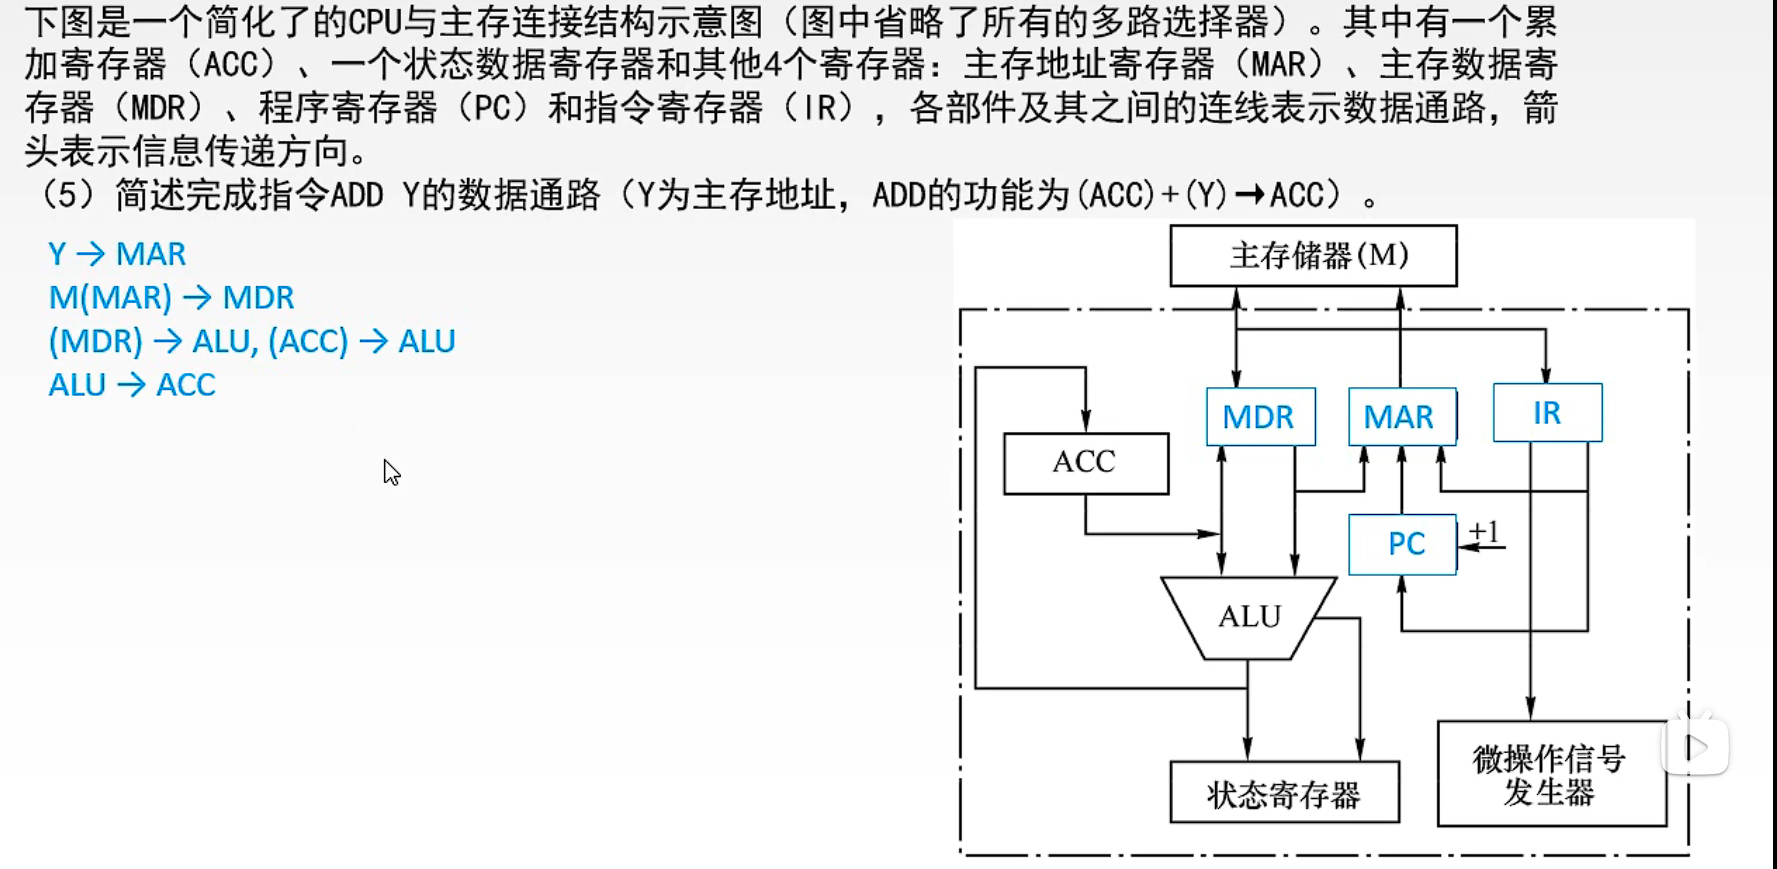 下图是一个简化了的CPU与主存连接结构示意图（图中省略了所有的多路选择器）。其中有一个累
加寄存器（ACC）、一个状态数据寄存器和其他4个寄存器：主存地址寄存器（MAR）、主存数据寄
存器（MDR）、程序寄存器（PC）和指令寄存器（IR），各部件及其之间的连线表示数据通路，箭
头表示信息传递方向。
（5）简述完成指令ADD Y的数据通路（Y为主存地址，ADD的功能为(ACC)+(Y)→ACC）。
Y → MAR
M(MAR) → MDR
(MDR) → ALU, (ACC) → ALU
ALU → ACC
主存储器(M)
MDR
MAR
IR
ACC
PC
+1
ALU
状态寄存器
微操作信号
发生器